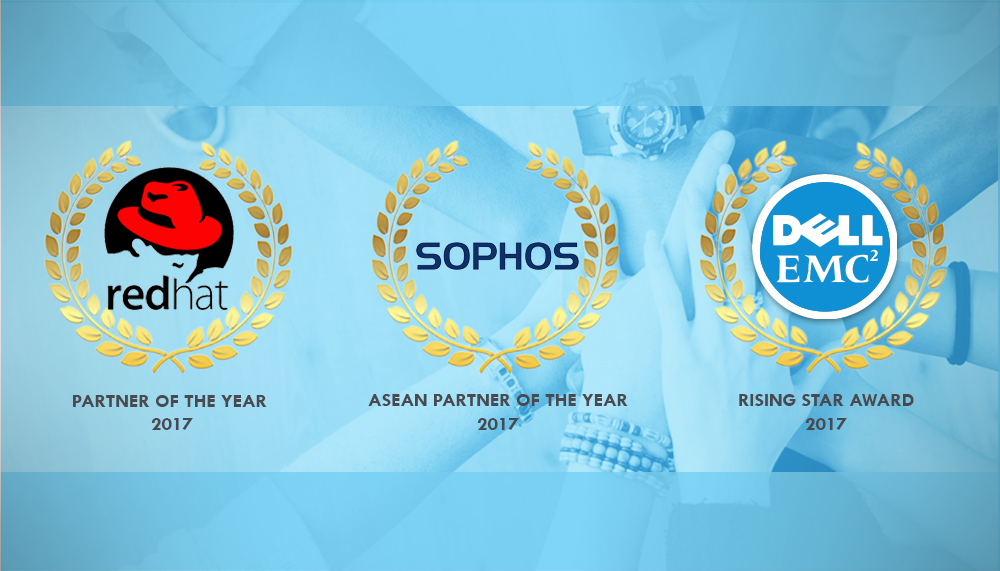 redhat
PARTNER OF THE YEAR
2017
SOPHOS
ASEAN PARTNER OF THE YEAR
2017
DELL
EMC²
RISING STAR AWARD
2017